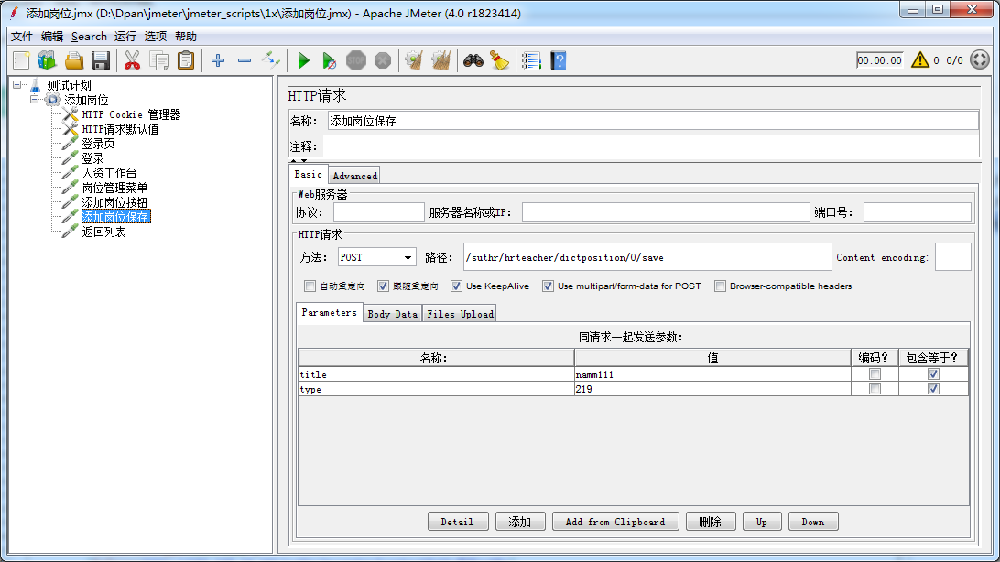 添加岗位.jmx (D:\Dpan\jmeter\jmeter_scripts\1x\添加岗位.jmx) - Apache JMeter (4.0 r1823414)
文件 编辑 Search 运行 选项 帮助
STOP 00:00:00 0 0/0
测试计划
添加岗位
HTTP Cookie 管理器
HTTP请求默认值
登录页
登录
人资工作台
岗位管理菜单
添加岗位按钮
添加岗位保存
返回列表
HTTP请求
名称: 添加岗位保存
注释:
Basic Advanced
Web服务器
协议: 服务器名称或IP: 端口号:
HTTP请求
方法: POST 路径: /suthr/hrteacher/dictposition/0/save Content encoding:
自动重定向 跟随重定向 Use KeepAlive Use multipart/form-data for POST Browser-compatible headers
Parameters Body Data Files Upload
同请求一起发送参数:
名称: 值 编码? 包含等于?
title namm111
type 219
Detail 添加 Add from Clipboard 删除 Up Down